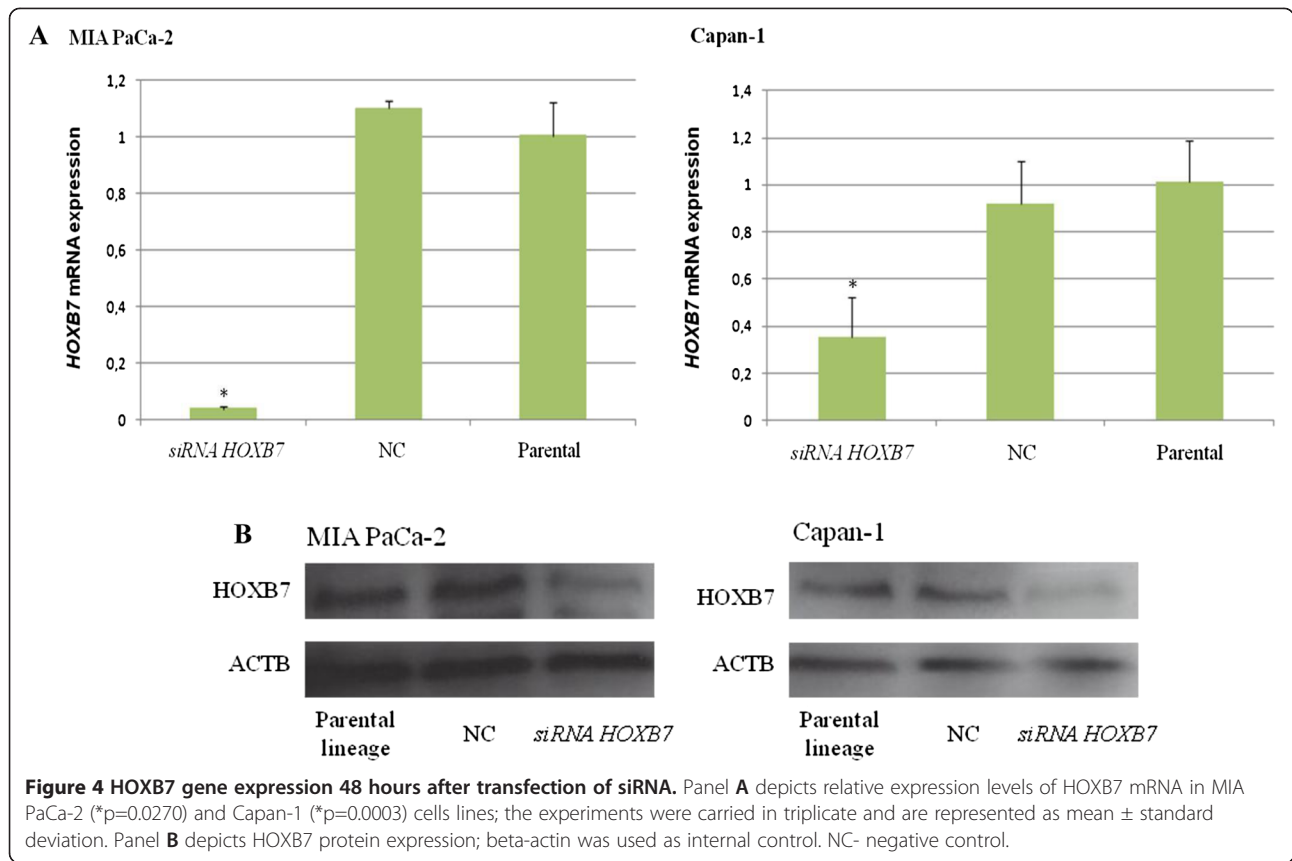 A MIA PaCa-2
Capan-1
HOXB7 mRNA expression
1,2
1
0,8
0,6
0,4
0,2
0
*
siRNA HOXB7 NC Parental
HOXB7 mRNA expression
1,4
1,2
1
0,8
0,6
0,4
0,2
0
*
siRNA HOXB7 NC Parental
B MIA PaCa-2
HOXB7
ACTB
Parental
lineage NC siRNA HOXB7
Capan-1
HOXB7
ACTB
Parental
lineage NC siRNA HOXB7
Figure 4 HOXB7 gene expression 48 hours after transfection of siRNA. Panel A depicts relative expression levels of HOXB7 mRNA in MIA
PaCa-2 (*p=0.0270) and Capan-1 (*p=0.0003) cells lines; the experiments were carried in triplicate and are represented as mean ± standard
deviation. Panel B depicts HOXB7 protein expression; beta-actin was used as internal control. NC- negative control.